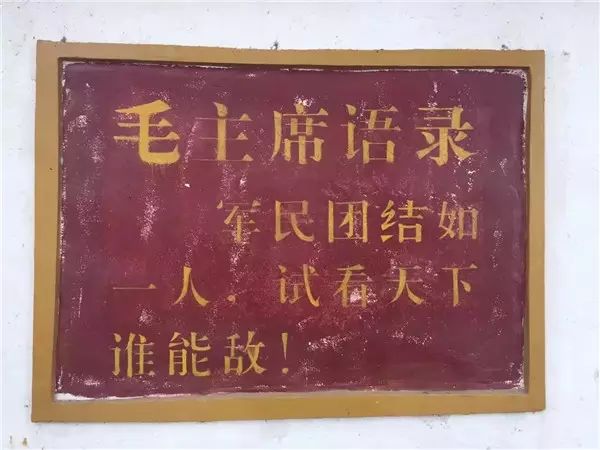 毛主席语录
军民团结如
一人，试看天下
谁能敌！